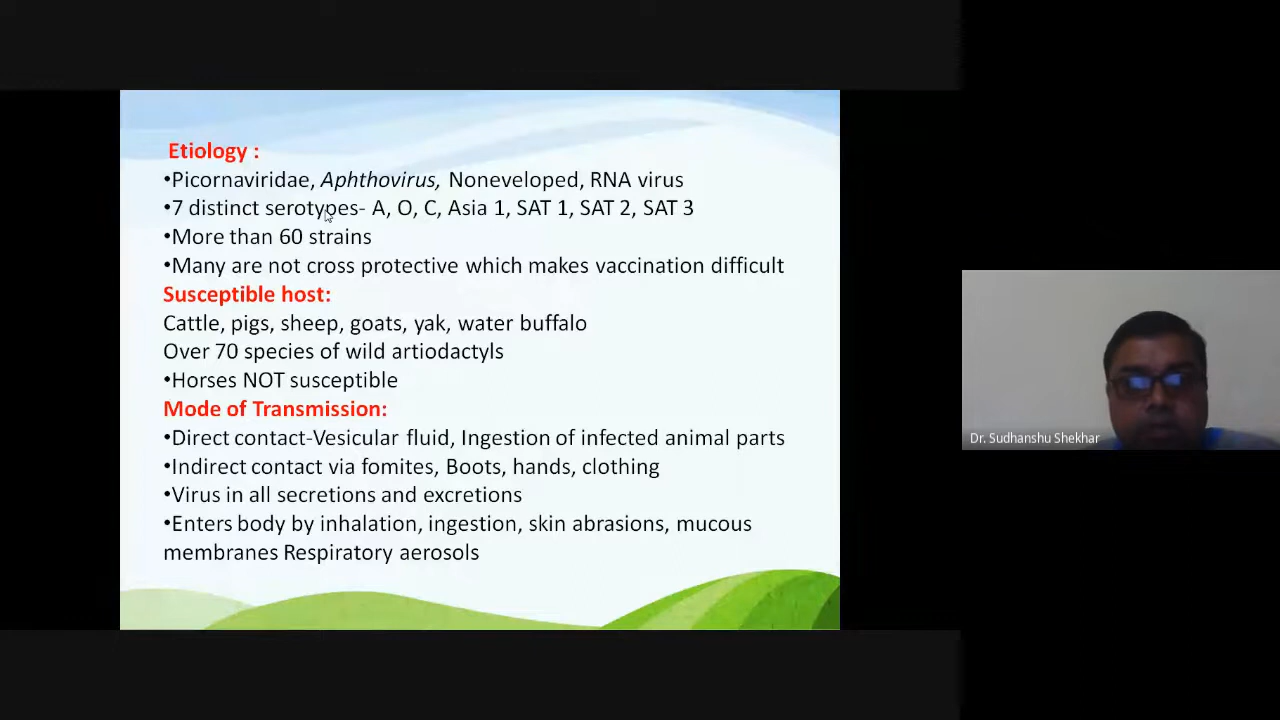 Etiology :
•Picornaviridae, Aphthovirus, Noneveloped, RNA virus
•7 distinct serotypes- A, O, C, Asia 1, SAT 1, SAT 2, SAT 3
•More than 60 strains
•Many are not cross protective which makes vaccination difficult
Susceptible host:
Cattle, pigs, sheep, goats, yak, water buffalo
Over 70 species of wild artiodactyls
•Horses NOT susceptible
Mode of Transmission:
•Direct contact-Vesicular fluid, Ingestion of infected animal parts
•Indirect contact via fomites, Boots, hands, clothing
•Virus in all secretions and excretions
•Enters body by inhalation, ingestion, skin abrasions, mucous
membranes Respiratory aerosols
Dr. Sudhanshu Shekhar